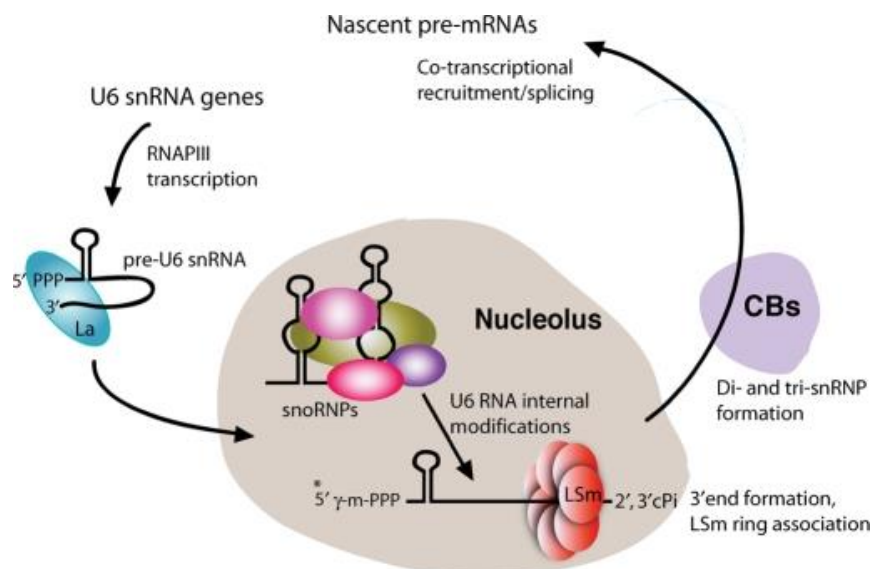 Nascent pre-mRNAs
Co-transcriptional
recruitment/splicing
U6 snRNA genes
RNAPIII
transcription
pre-U6 snRNA
5′ PPP
3′
La
Nucleolus
CBs
snoRNPs
U6 RNA internal
modifications
Di- and tri-snRNP
formation
*
5′ γ-m-PPP
LSm
2′, 3′cPi
3′end formation,
LSm ring association